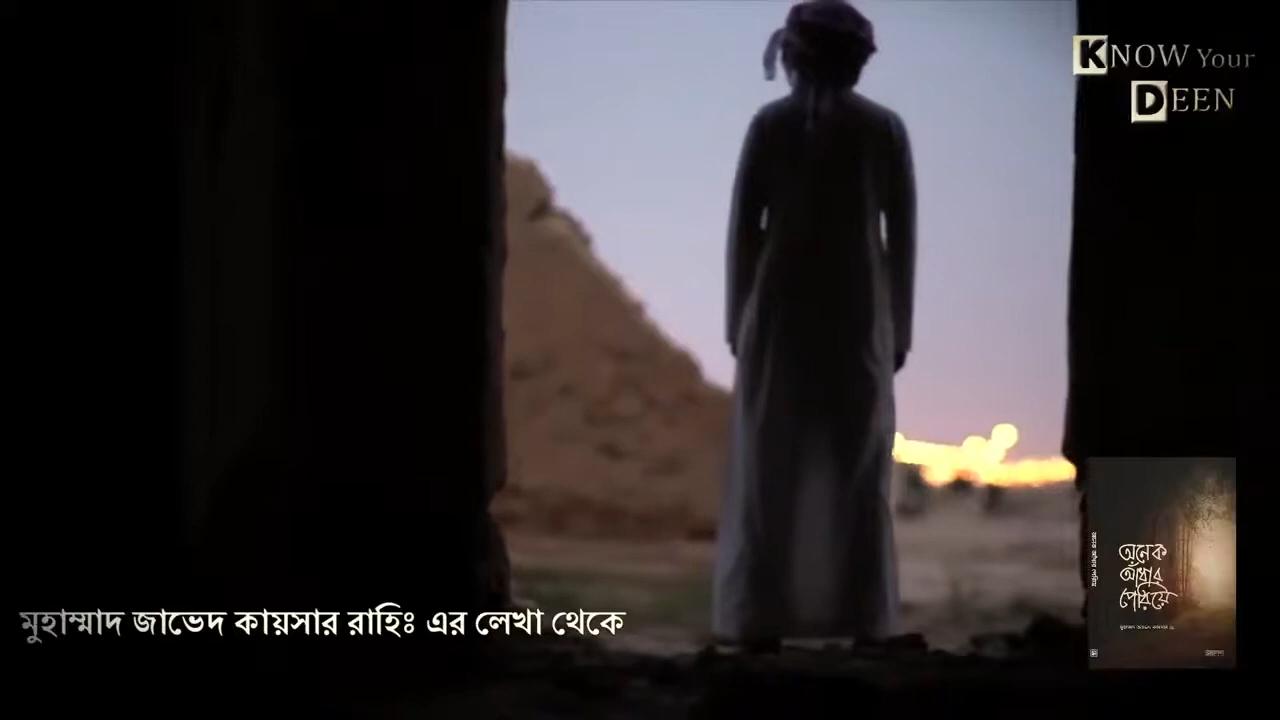 KNOW Your
DEEN
অনেক
আঁধার
পেরিয়ে
মুহাম্মাদ জাভেদ কায়সার রাহিঃ এর লেখা থেকে